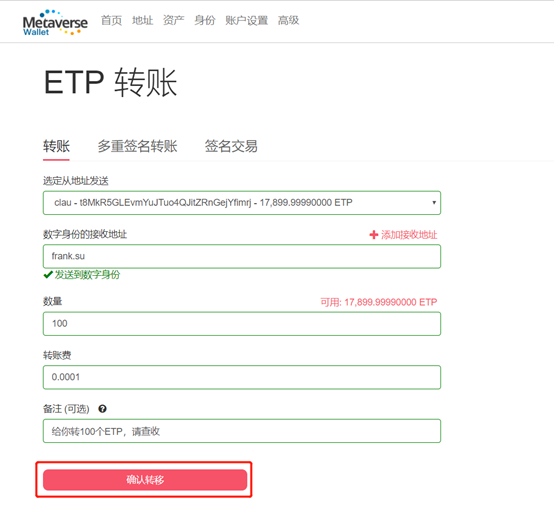 Metaverse
Wallet
首页 地址 资产 身份 账户设置 高级
ETP 转账
转账 多重签名转账 签名交易
选定从地址发送
clau - t8MkR5GLEvmYuJTuo4QJitZRnGejYfimrj - 17,899.99990000 ETP
数字身份的接收地址 添加接收地址
frank.su
发送到数字身份
数量 可用: 17,899.99990000 ETP
100
转账费
0.0001
备注 (可选)
给你转100个ETP，请查收
确认转移